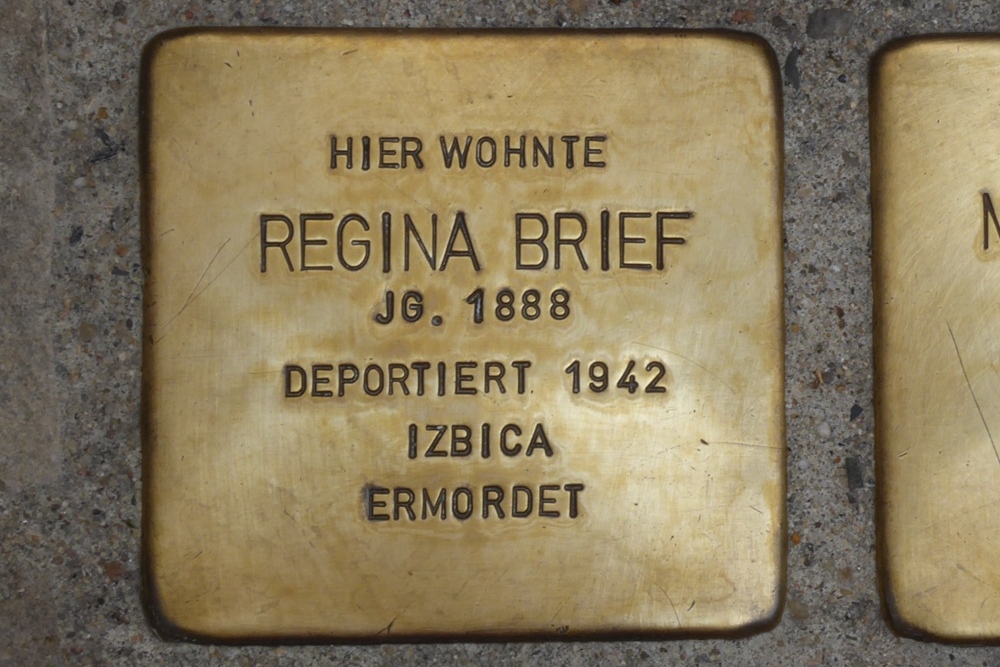 HIER WOHNTE
REGINA BRIEF
JG. 1888
DEPORTIERT 1942
IZBICA
ERMORDET